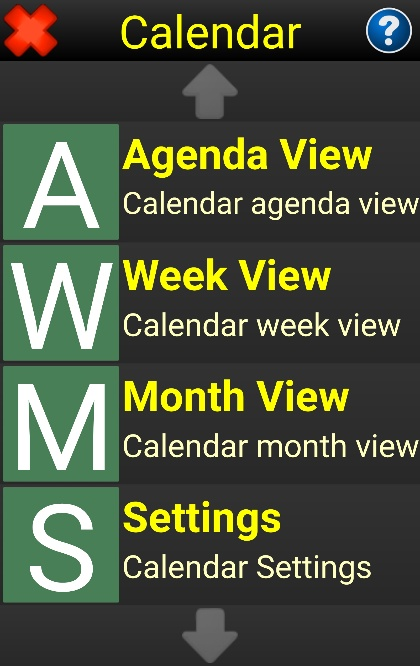 Calendar
?
A
Agenda View
Calendar agenda view
W
Week View
Calendar week view
M
Month View
Calendar month view
S
Settings
Calendar Settings